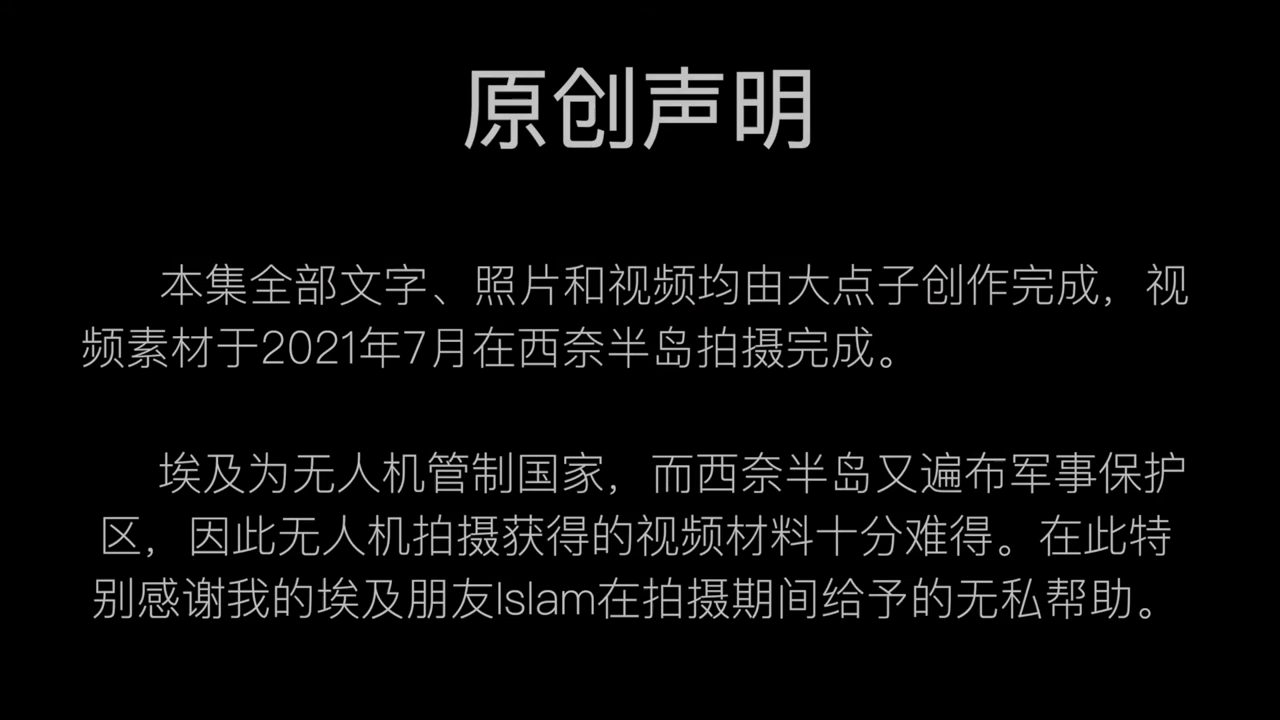 原创声明
本集全部文字、照片和视频均由大点子创作完成，视
频素材于2021年7月在西奈半岛拍摄完成。
埃及为无人机管制国家，而西奈半岛又遍布军事保护
区，因此无人机拍摄获得的视频材料十分难得。在此特
别感谢我的埃及朋友Islam在拍摄期间给予的无私帮助。